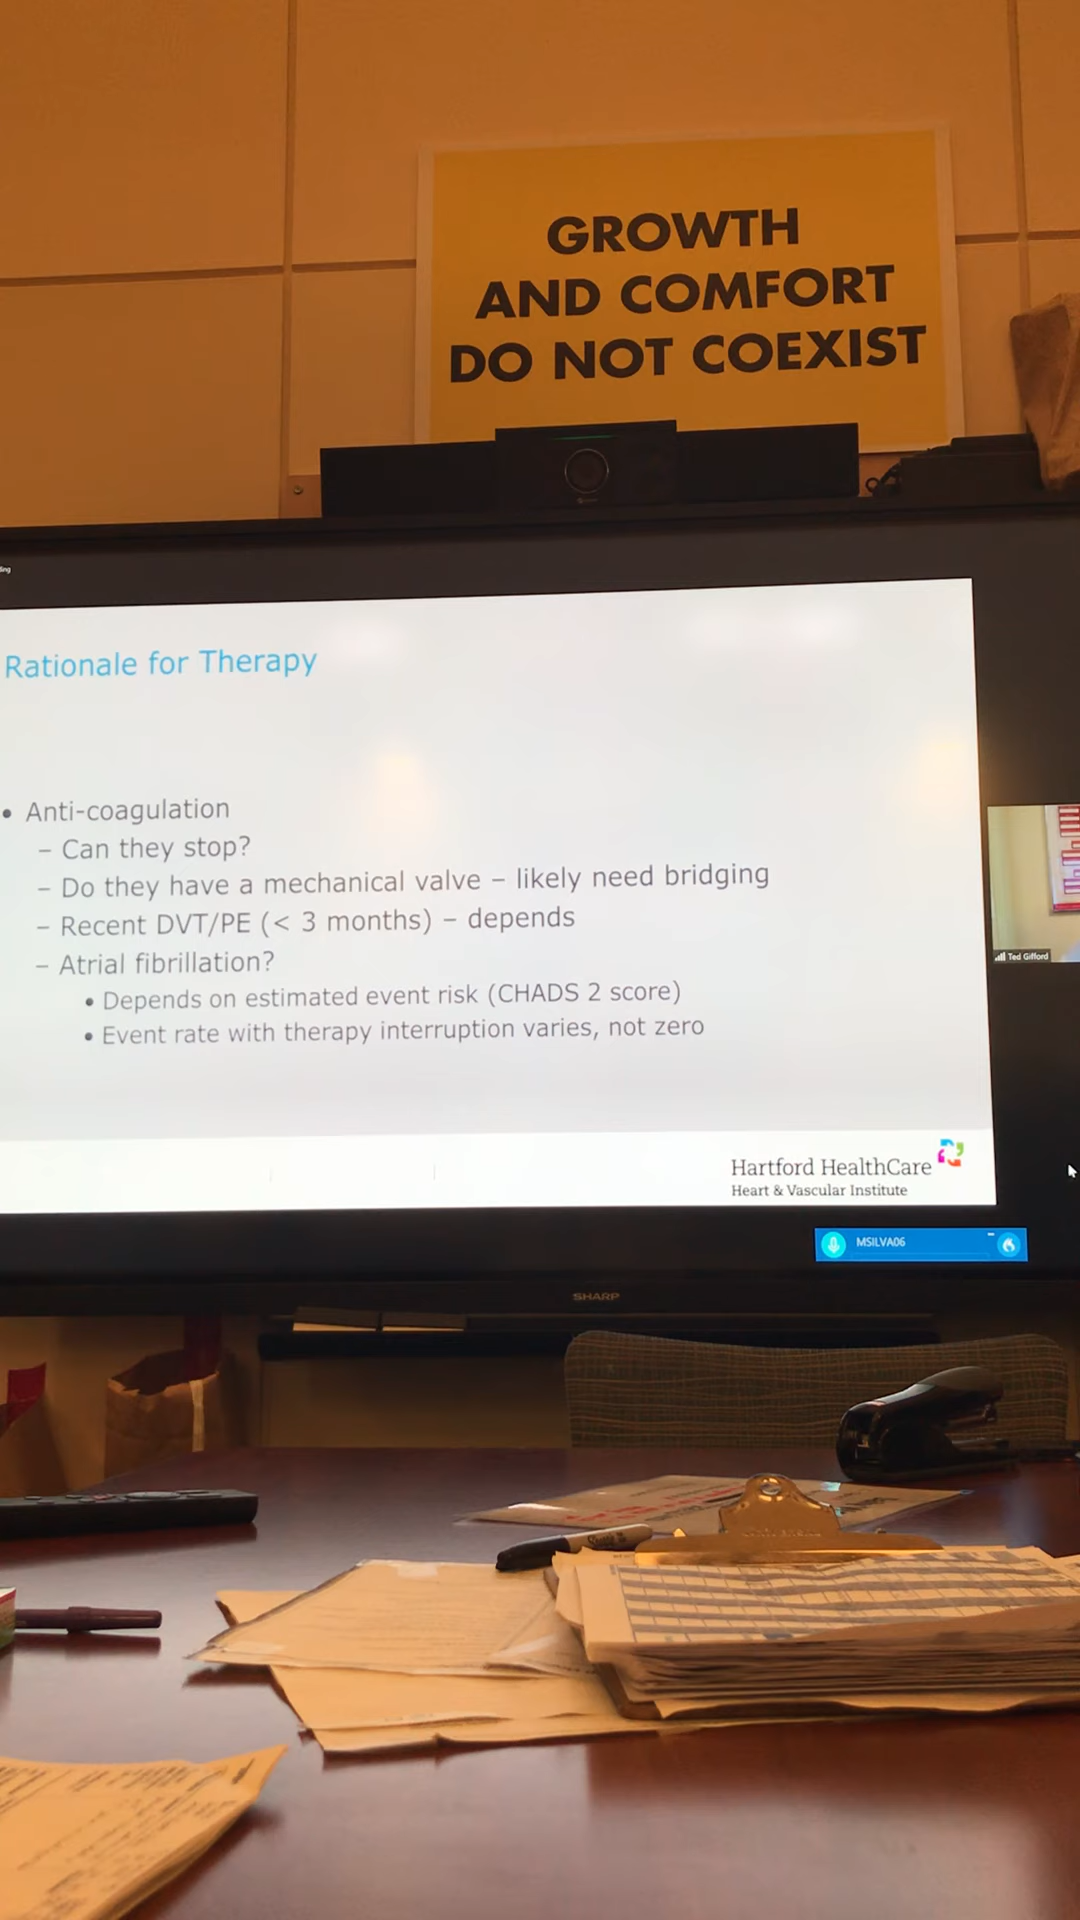 GROWTH
AND COMFORT
DO NOT COEXIST
Rationale for Therapy
• Anti-coagulation
– Can they stop?
– Do they have a mechanical valve – likely need bridging
– Recent DVT/PE (< 3 months) – depends
– Atrial fibrillation?
• Depends on estimated event risk (CHADS 2 score)
• Event rate with therapy interruption varies, not zero
Ted Gifford
Hartford HealthCare
Heart & Vascular Institute
MSILVA06
SHARP